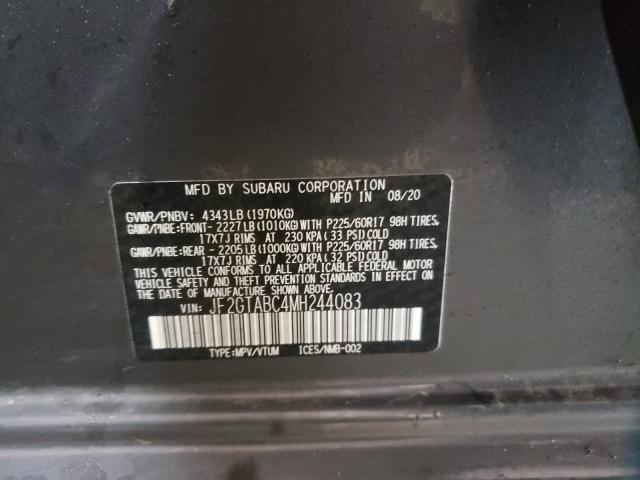 MFD BY SUBARU CORPORATION
MFD IN 08/20
GVWR/PNBV: 4343LB(1970KG)
GAWR/PNBE:FRONT- 2227LB(1010KG)WITH P225/60R17 98H TIRES,
17X7J RIMS AT 230 KPA(33 PSI)COLD
GAWR/PNBE:REAR - 2205LB(1000KG)WITH P225/60R17 98H TIRES,
17X7J RIMS AT 220 KPA(32 PSI)COLD
THIS VEHICLE CONFORMS TO ALL APPLICABLE FEDERAL MOTOR
VEHICLE SAFETY, BUMPER, AND THEFT PREVENTION STANDARDS IN EFFECT ON
THE DATE OF MANUFACTURE SHOWN ABOVE.
VIN: JF2GTABC4MH244083
TYPE:MPV/VTUM ICES/NMB-002